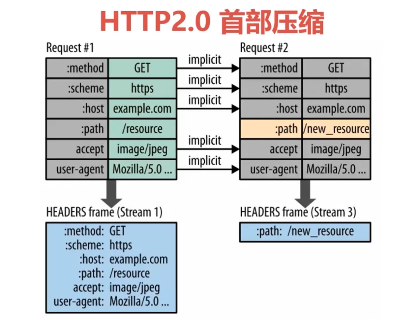 HTTP2.0 首部压缩
Request #1
implicit
Request #2
:method GET
:method GET
:scheme https
implicit
:scheme https
:host example.com
implicit
:host example.com
:path /resource
:path /new_resource
accept image/jpeg
implicit
accept image/jpeg
user-agent Mozilla/5.0 ...
implicit
user-agent Mozilla/5.0 ...
HEADERS frame (Stream 1)
HEADERS frame (Stream 3)
:method: GET
:scheme: https
:host: example.com
:path: /resource
accept: image/jpeg
user-agent: Mozilla/5.0 ...
:path: /new_resource